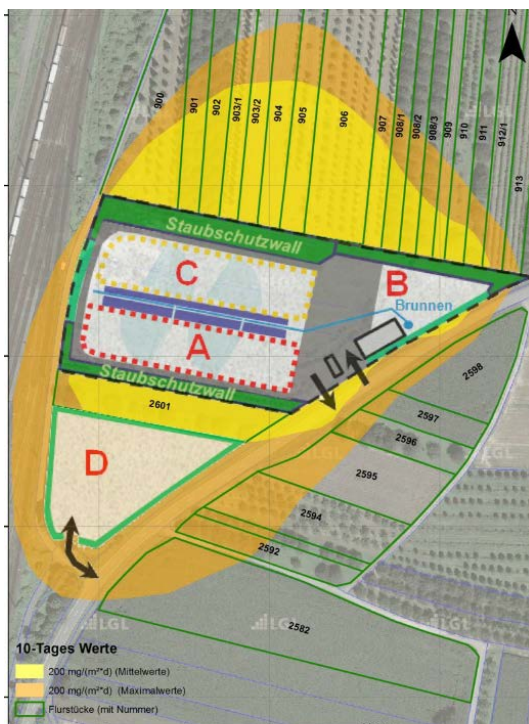 900
901
902
903/1
903/2
904
905
906
907
908/1
908/2
908/3
909
910
911
912/1
913
Staubschutzwall
C
B
Brunnen
A
Staubschutzwall
2601
D
2598
2597
2596
2595
2594
2592
2582
LGL
LGL
LGL
LGL
10-Tages Werte
200 mg/(m²*d) (Mittelwerte)
200 mg/(m²*d) (Maximalwerte)
Flurstücke (mit Nummer)